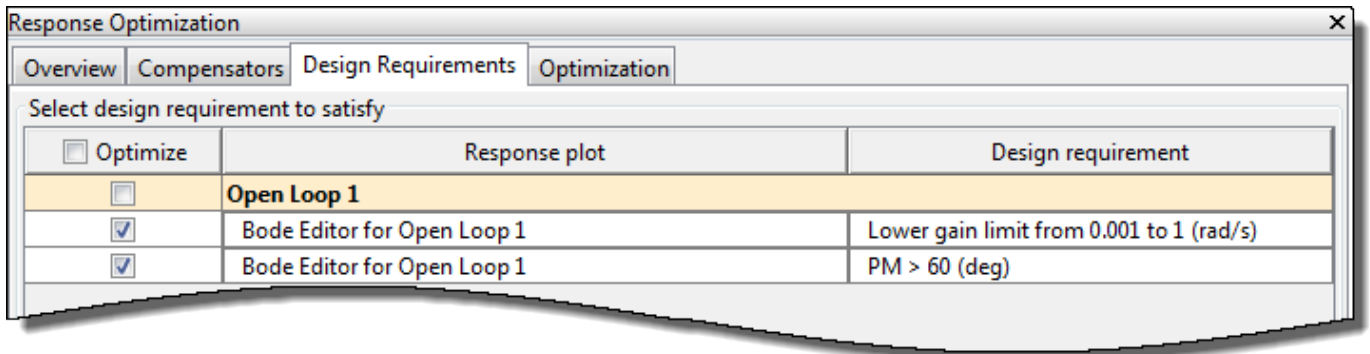 Response Optimization
Overview Compensators Design Requirements Optimization
Select design requirement to satisfy
Optimize Response plot Design requirement
Open Loop 1
Bode Editor for Open Loop 1 Lower gain limit from 0.001 to 1 (rad/s)
Bode Editor for Open Loop 1 PM > 60 (deg)